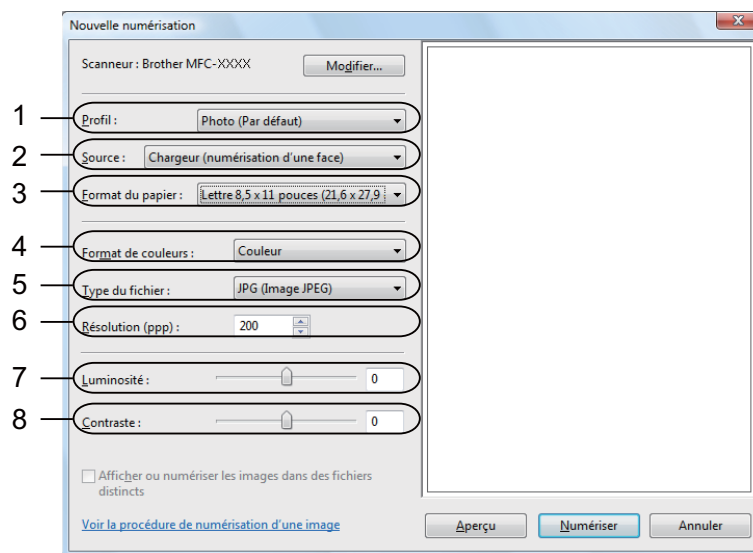 Nouvelle numérisation
Scanneur : Brother MFC-XXXX
Modifier...
1
Profil :
Photo (Par défaut)
2
Source :
Chargeur (numérisation d'une face)
3
Format du papier :
Lettre 8,5 x 11 pouces (21,6 x 27,9
4
Format de couleurs :
Couleur
5
Type du fichier :
JPG (Image JPEG)
6
Résolution (ppp) :
200
7
Luminosité :
0
8
Contraste :
0
Afficher ou numériser les images dans des fichiers
distincts
Voir la procédure de numérisation d'une image
Aperçu
Numériser
Annuler